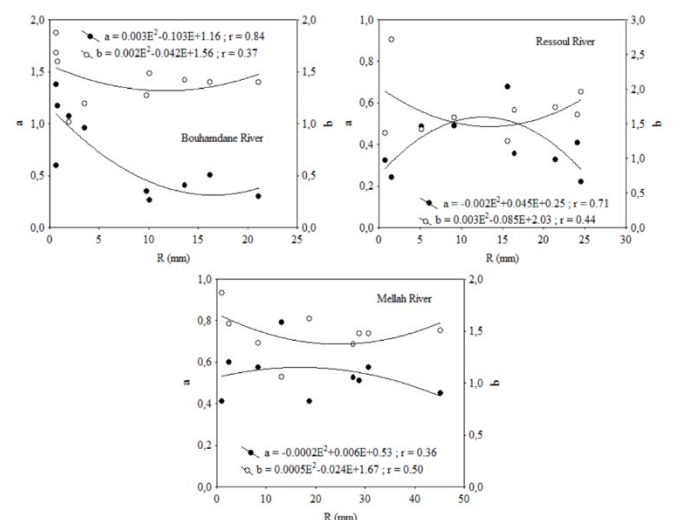 2,0
1,5
1,0
0,5
0,0
a
a = 0.003E²-0.103E+1.16 ; r = 0.84
b = 0.002E²-0.042E+1.56 ; r = 0.37
Bouhamdane River
2,0
1,5
1,0
0,5
0,0
b
0 5 10 15 20 25
R (mm)
1,0
0,8
0,6
0,4
0,2
0,0
a
Ressoul River
a = -0.002E²+0.045E+0.25 ; r = 0.71
b = 0.003E²-0.085E+2.03 ; r = 0.44
3,0
2,5
2,0
1,5
1,0
0,5
0,0
b
0 5 10 15 20 25 30
R (mm)
1,0
0,8
0,6
0,4
0,2
0,0
a
Mellah River
a = -0.0002E²+0.006E+0.53 ; r = 0.36
b = 0.0005E²-0.024E+1.67 ; r = 0.50
2,0
1,5
1,0
0,5
0,0
b
0 10 20 30 40 50
R (mm)